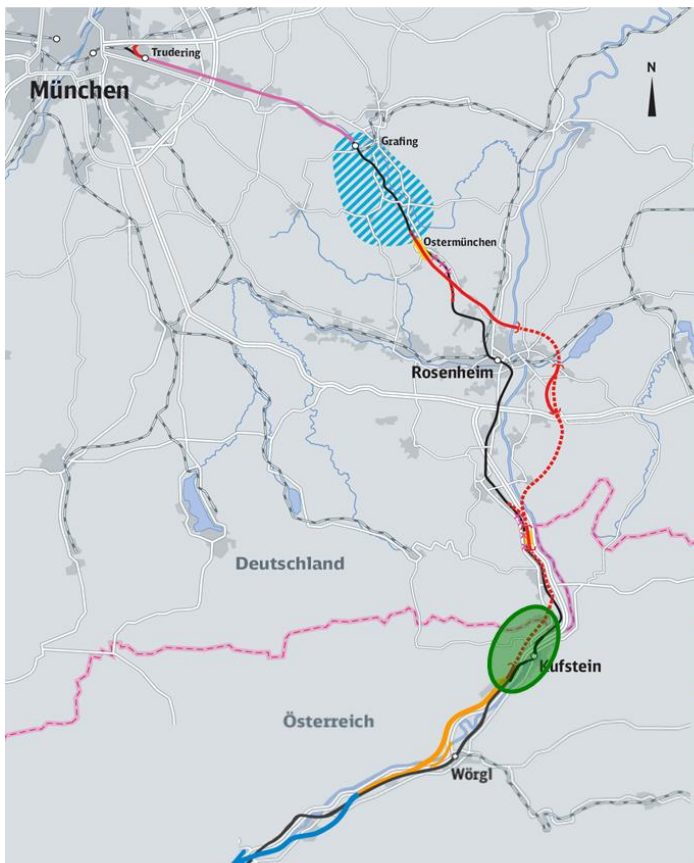 Trudering
München
N
Grafing
Ostermünchen
Rosenheim
Deutschland
Kufstein
Österreich
Wörgl